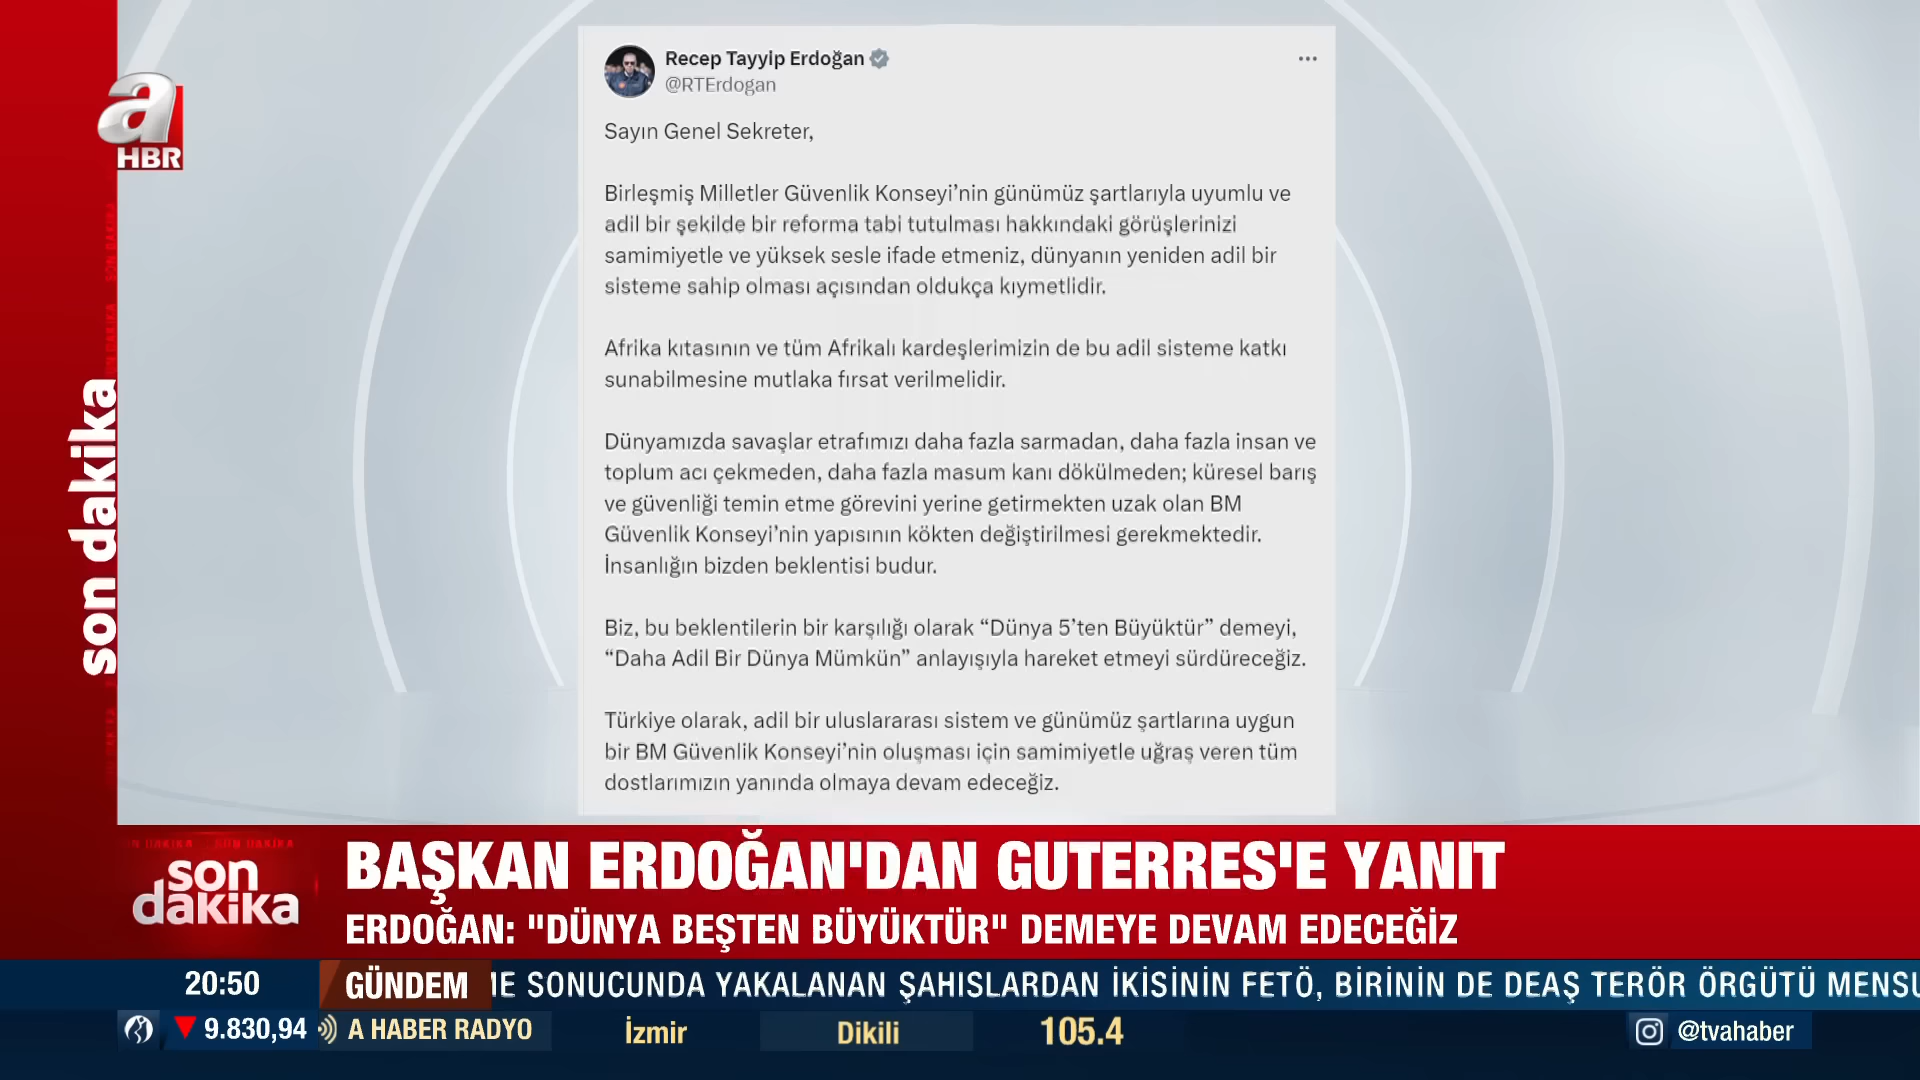 a
HBR
son dakika
Recep Tayyip Erdoğan
@RTErdogan
Sayın Genel Sekreter,
Birleşmiş Milletler Güvenlik Konseyi’nin günümüz şartlarıyla uyumlu ve
adil bir şekilde bir reforma tabi tutulması hakkındaki görüşlerinizi
samimiyetle ve yüksek sesle ifade etmeniz, dünyanın yeniden adil bir
sisteme sahip olması açısından oldukça kıymetlidir.
Afrika kıtasının ve tüm Afrikalı kardeşlerimizin de bu adil sisteme katkı
sunabilmesine mutlaka fırsat verilmelidir.
Dünyamızda savaşlar etrafımızı daha fazla sarmadan, daha fazla insan ve
toplum acı çekmeden, daha fazla masum kanı dökülmeden; küresel barış
ve güvenliği temin etme görevini yerine getirmekten uzak olan BM
Güvenlik Konseyi’nin yapısının kökten değiştirilmesi gerekmektedir.
İnsanlığın bizden beklentisi budur.
Biz, bu beklentilerin bir karşılığı olarak “Dünya 5’ten Büyüktür” demeyi,
“Daha Adil Bir Dünya Mümkün” anlayışıyla hareket etmeyi sürdüreceğiz.
Türkiye olarak, adil bir uluslararası sistem ve günümüz şartlarına uygun
bir BM Güvenlik Konseyi’nin oluşması için samimiyetle uğraş veren tüm
dostlarımızın yanında olmaya devam edeceğiz.
son
dakika
BAŞKAN ERDOĞAN'DAN GUTERRES'E YANIT
ERDOĞAN: "DÜNYA BEŞTEN BÜYÜKTÜR" DEMEYE DEVAM EDECEĞİZ
20:50
GÜNDEM
SONUCUNDA YAKALANAN ŞAHISLARDAN İKİSİNİN FETÖ, BİRİNİN DE DEAŞ TERÖR ÖRGÜTÜ MENSU
9.830,94
A HABER RADYO
İzmir
Dikili
105.4
@tvahaber